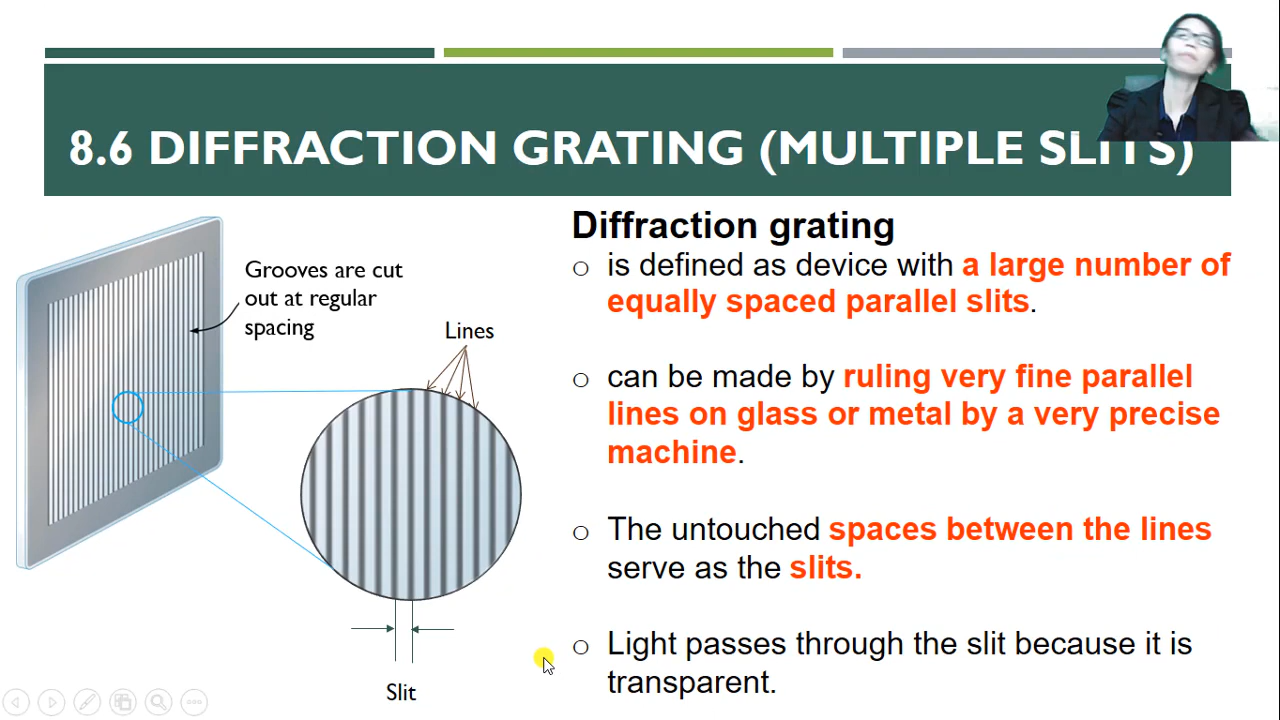 8.6 DIFFRACTION GRATING (MULTIPLE SLITS)
Grooves are cut
out at regular
spacing
Lines
Slit
Diffraction grating
is defined as device with a large number of
equally spaced parallel slits.
can be made by ruling very fine parallel
lines on glass or metal by a very precise
machine.
The untouched spaces between the lines
serve as the slits.
Light passes through the slit because it is
transparent.